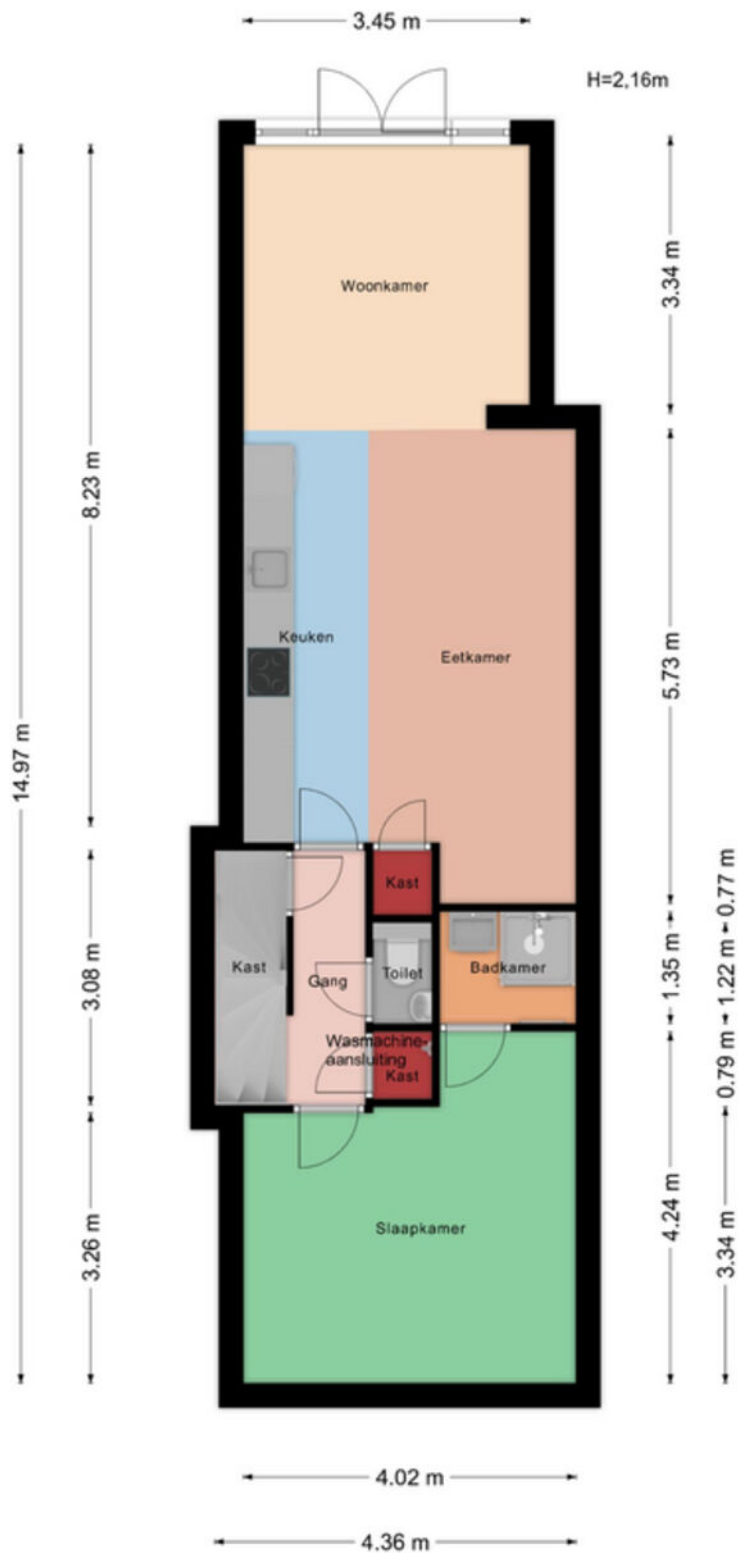 3.45 m
H=2,16m
Woonkamer
3.34 m
8.23 m
14.97 m
Keuken
Eetkamer
5.73 m
Kast
Kast
Gang
Toilet
Badkamer
Wasmachine-
aansluiting
Kast
3.08 m
1.35 m
0.77 m
1.22 m
0.79 m
Slaapkamer
3.26 m
4.24 m
3.34 m
4.02 m
4.36 m